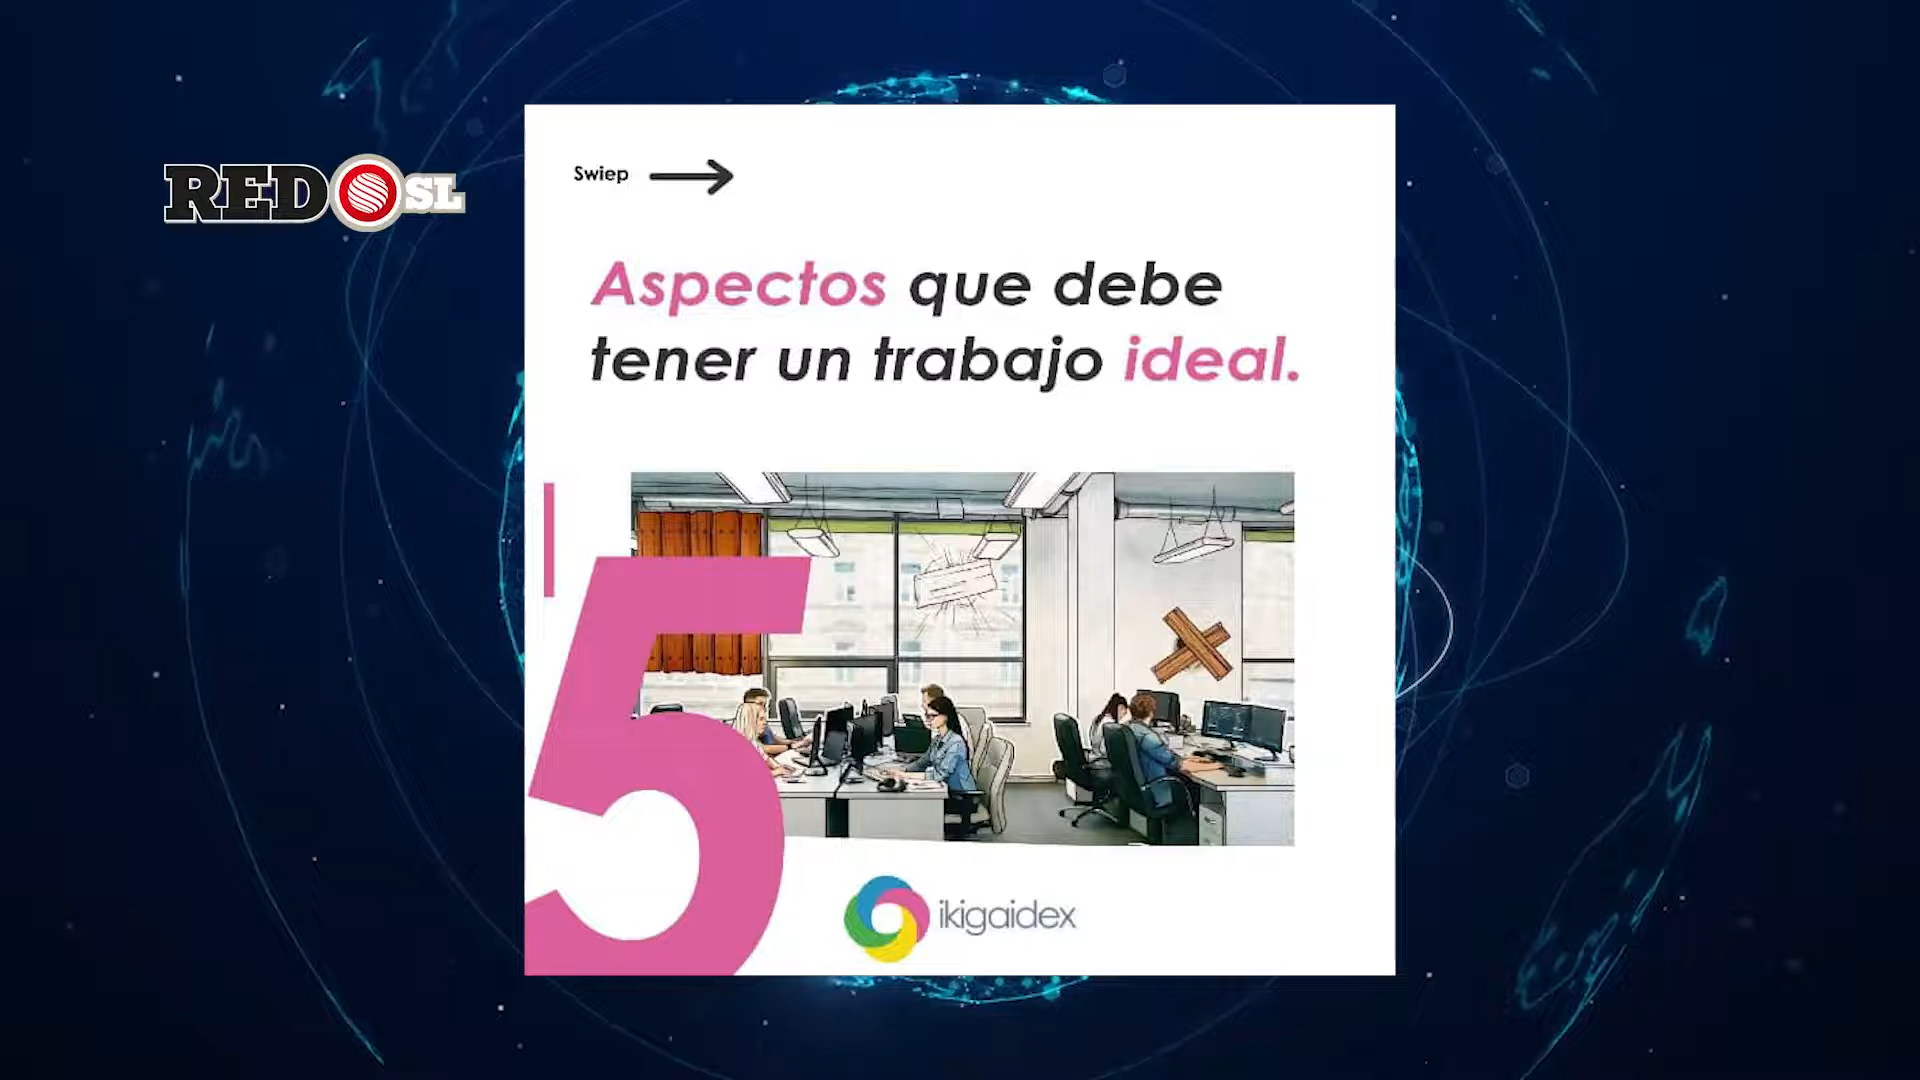 REDSL
Swiep
Aspectos que debe
tener un trabajo ideal.
5
ikigaidex